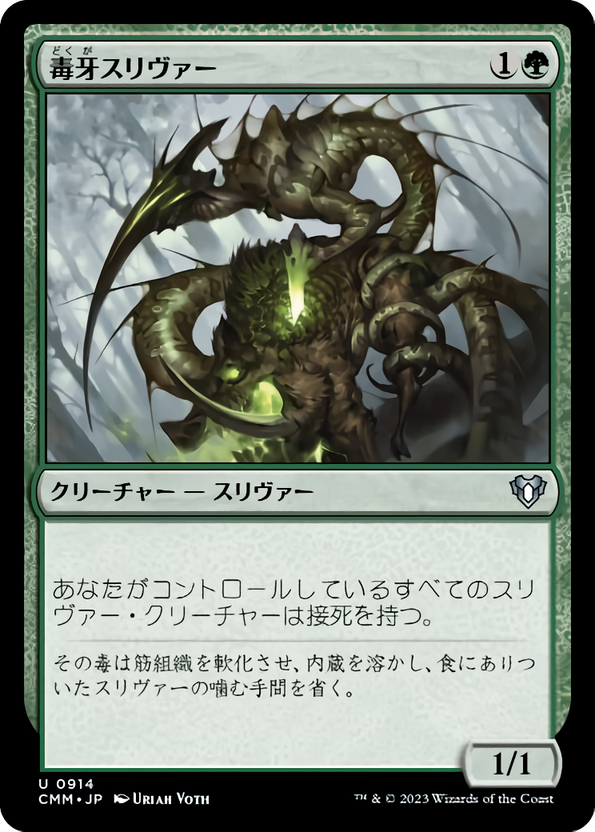 どく が
毒牙スリヴァー
1
クリーチャー — スリヴァー
あなたがコントロールしているすべてのスリ
ヴァー・クリーチャーは接死を持つ。
その毒は筋組織を軟化させ、内蔵を溶かし、食にありつ
いたスリヴァーの噛む手間を省く。
1/1
U 0914
CMM • JP Uriah Voth
™ & © 2023 Wizards of the Coast